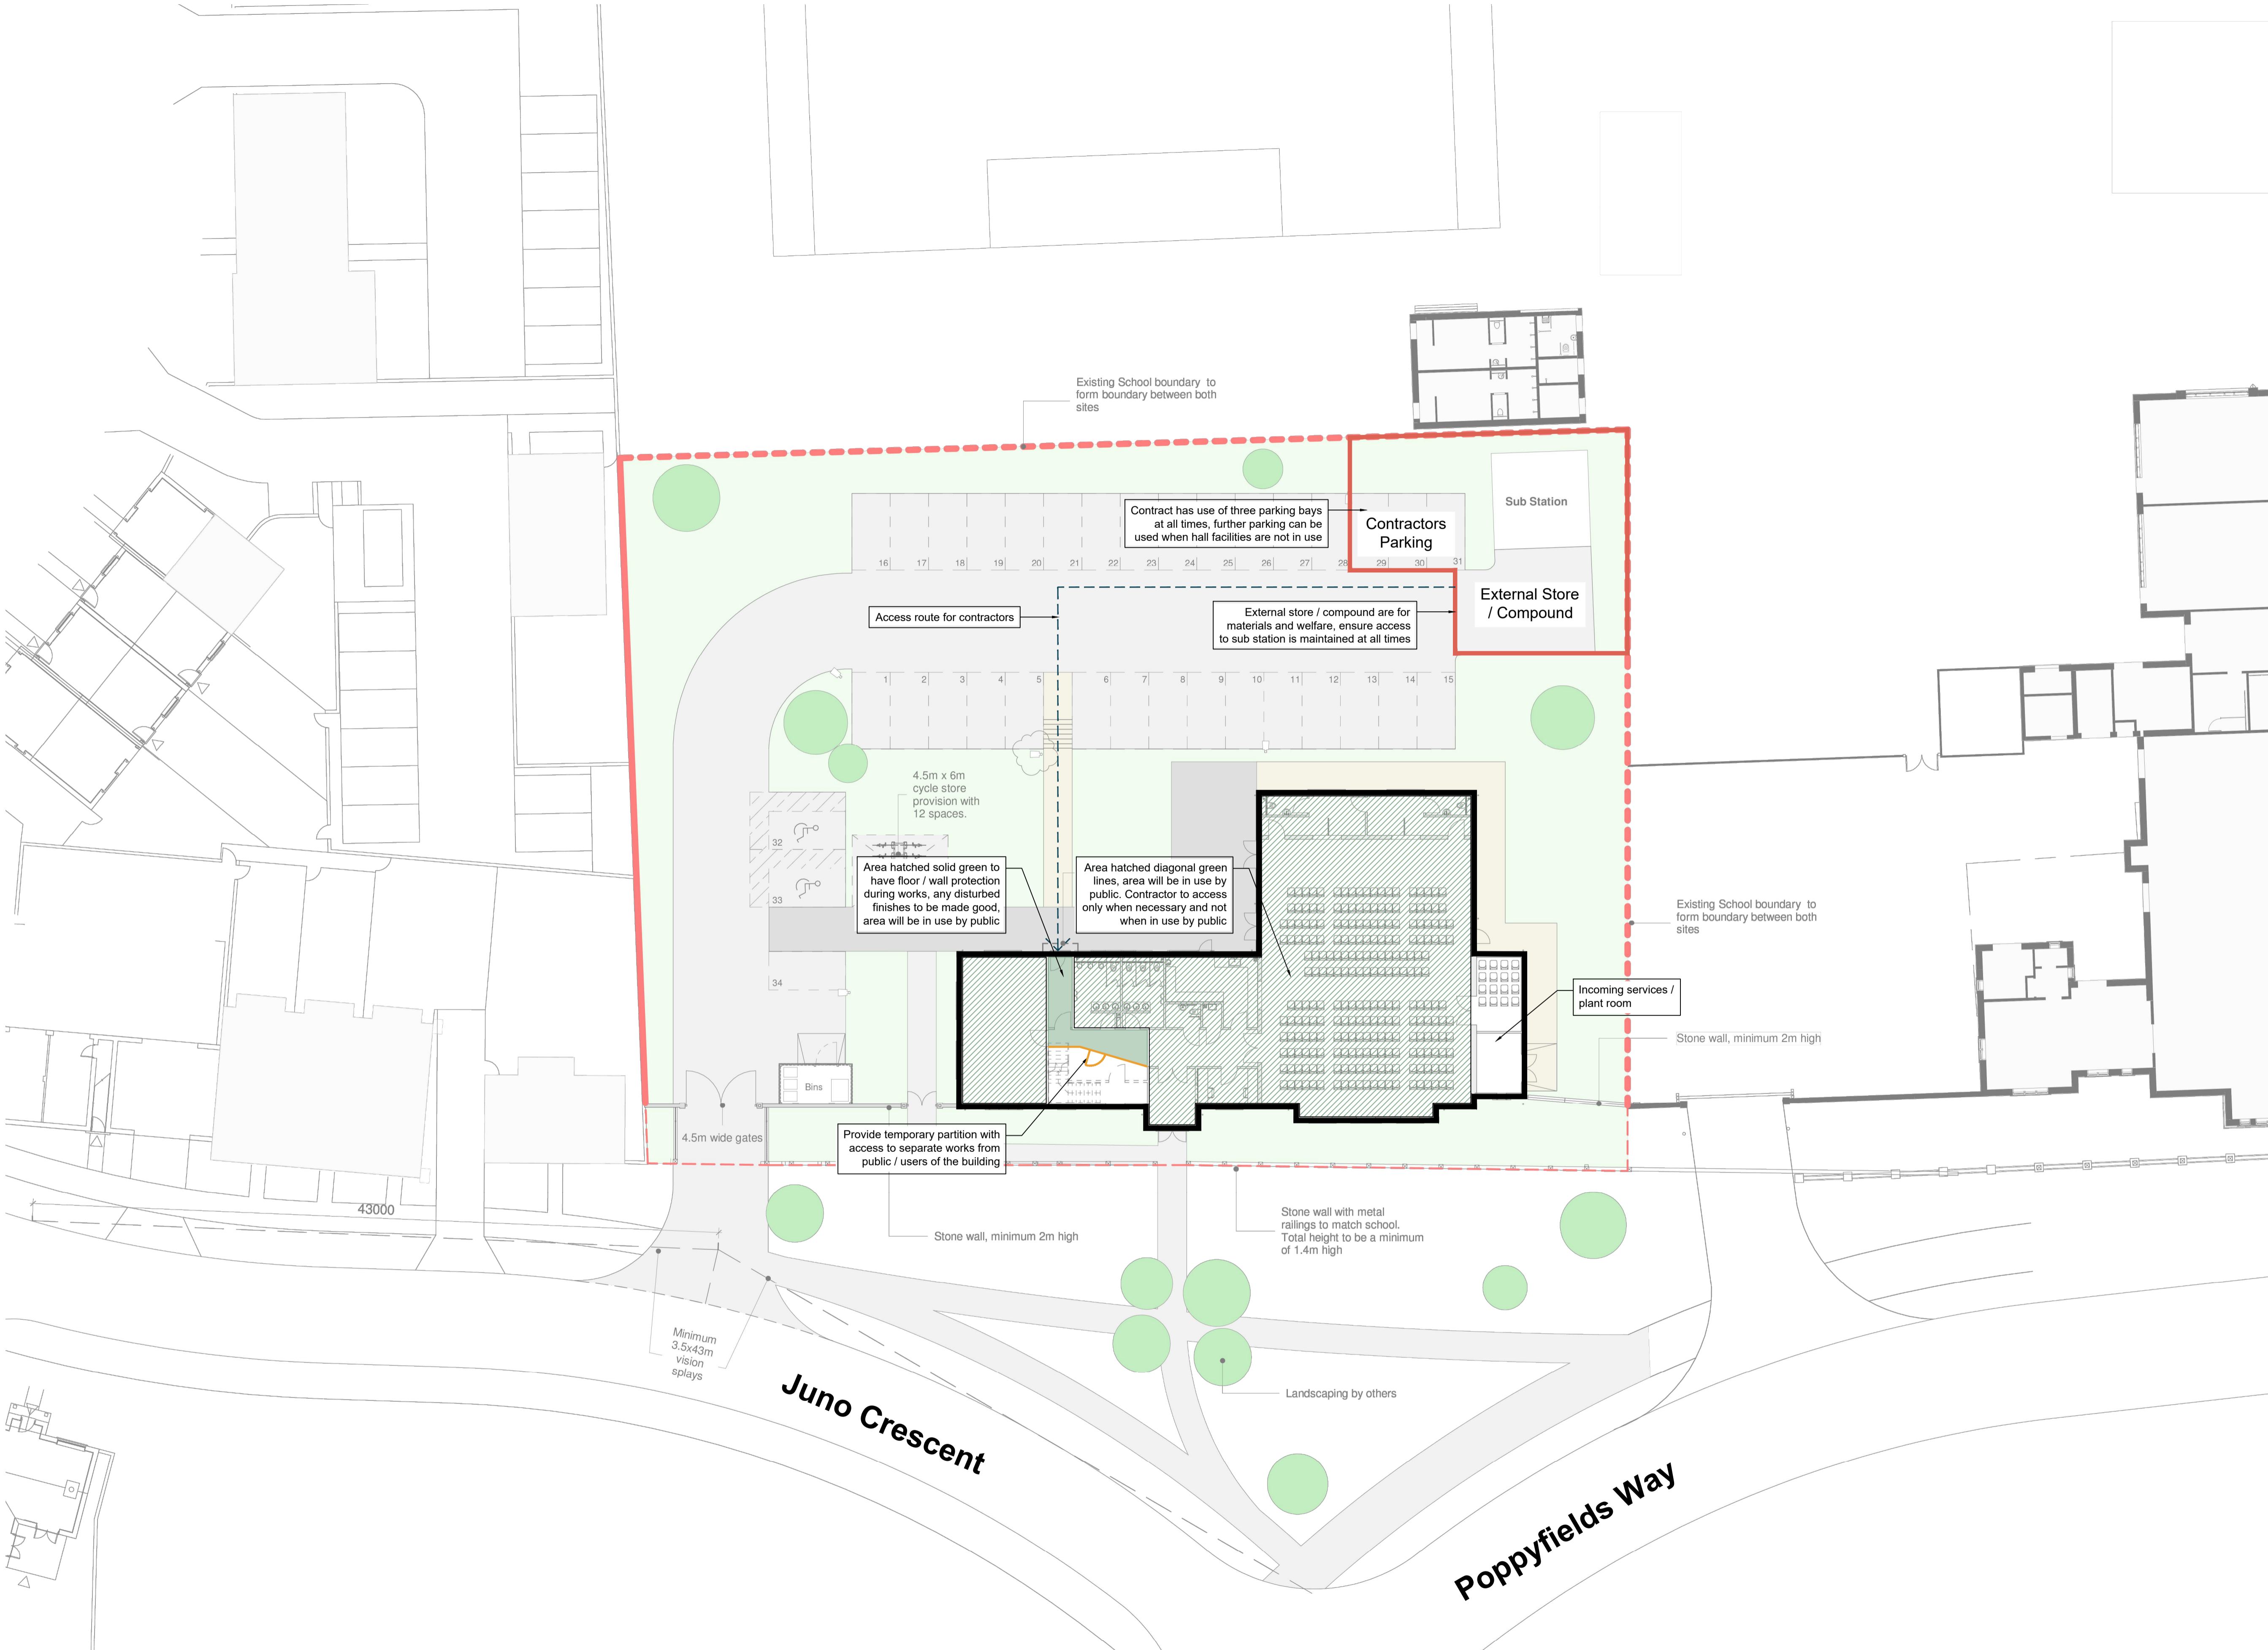 Existing School boundary to
form boundary between both
sites
Sub Station
Contract has use of three parking bays
at all times, further parking can be
used when hall facilities are not in use
Contractors
Parking
16
17
18
19
20
21
22
23
24
25
26
27
28
29
30
31
External Store
/ Compound
Access route for contractors
External store / compound are for
materials and welfare, ensure access
to sub station is maintained at all times
1
2
3
4
5
6
7
8
9
10
11
12
13
14
15
4.5m x 6m
cycle store
provision with
12 spaces.
32
33
34
Area hatched solid green to
have floor / wall protection
during works, any disturbed
finishes to be made good,
area will be in use by public
Area hatched diagonal green
lines, area will be in use by
public. Contractor to access
only when necessary and not
when in use by public
Existing School boundary to
form boundary between both
sites
Incoming services /
plant room
Stone wall, minimum 2m high
Bins
4.5m wide gates
Provide temporary partition with
access to separate works from
public / users of the building
43000
Stone wall, minimum 2m high
Stone wall with metal
railings to match school.
Total height to be a minimum
of 1.4m high
Minimum
3.5x43m
vision
splays
Landscaping by others
Juno Crescent
Poppyfields Way